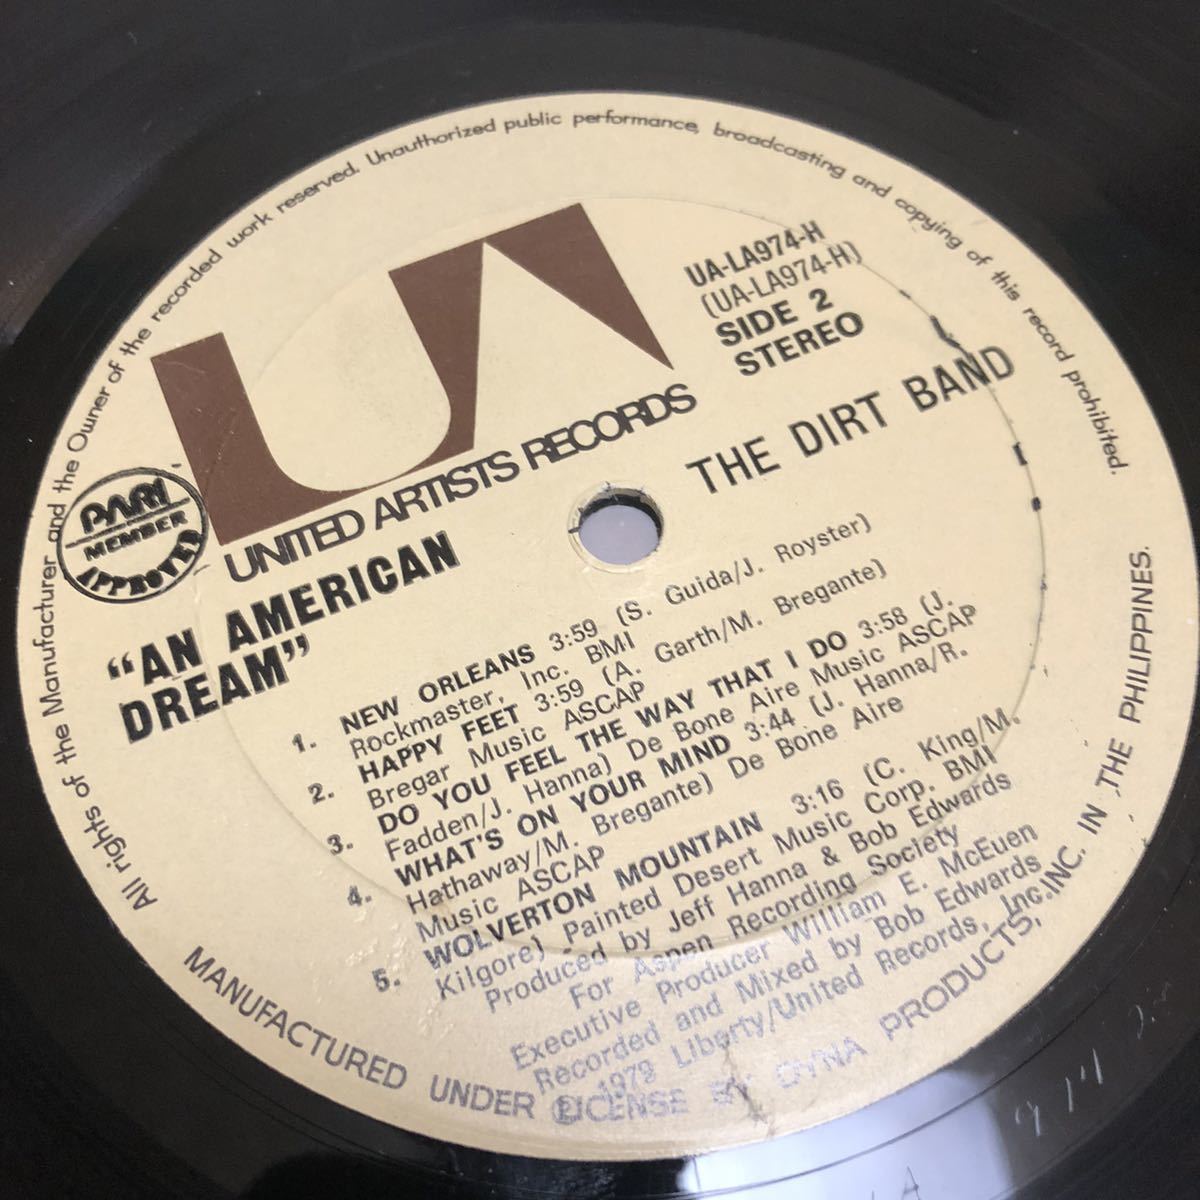 All rights of the Manufacturer and the Owner of the recorded work reserved. Unauthorized public performance, broadcasting and copying of this record prohibited.
UNITED ARTISTS RECORDS
UA-LA974-H
(UA-LA974-H)
SIDE 2
STEREO
PARI
MEMBER
APPROVED
"AN AMERICAN
DREAM"
THE DIRT BAND
1. NEW ORLEANS 3:59 (S. Guida/J. Royster)
Rockmaster, Inc. BMI
2. HAPPY FEET 3:59 (A. Garth/M. Bregante)
Bregar Music ASCAP
3. DO YOU FEEL THE WAY THAT I DO 3:58 (J.
Fadden/J. Hanna) De Bone Aire Music ASCAP
4. WHAT'S ON YOUR MIND 3:44 (J. Hanna/R.
Hathaway/M. Bregante) De Bone Aire
Music ASCAP
5. WOLVERTON MOUNTAIN 3:16 (C. King/M.
Kilgore) Painted Desert Music Corp. BMI
Produced by Jeff Hanna & Bob Edwards
For Aspen Recording Society
Executive Producer William E. McEuen
Recorded and Mixed by Bob Edwards
Ⓟ 1979 Liberty/United Records, Inc.
MANUFACTURED UNDER LICENSE BY DYNA PRODUCTS, INC. IN THE PHILIPPINES.